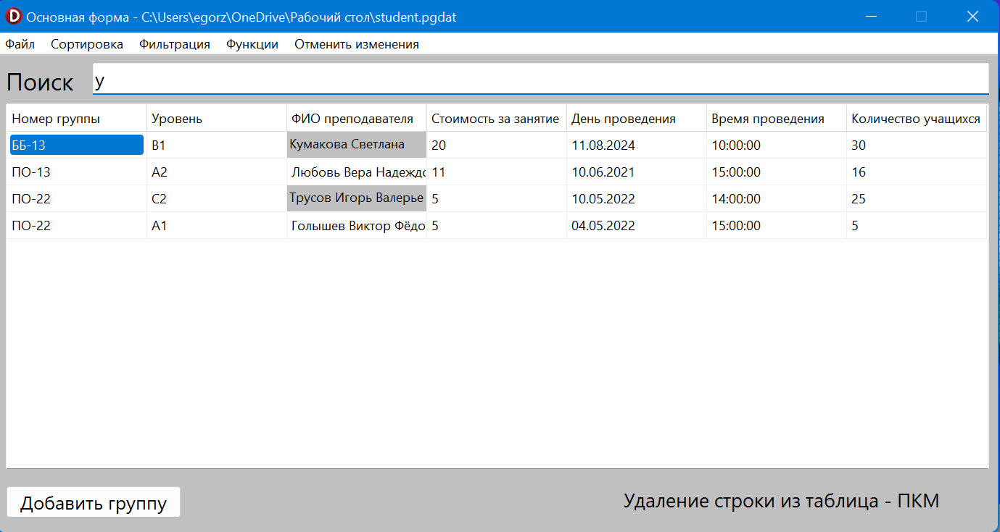 Основная форма - C:\Users\egorz\OneDrive\Рабочий стол\student.pgdat
Файл Сортировка Фильтрация Функции Отменить изменения
Поиск у
Номер группы Уровень ФИО преподавателя Стоимость за занятие День проведения Время проведения Количество учащихся
ББ-13 B1 Кумакова Светлана 20 11.08.2024 10:00:00 30
ПО-13 A2 Любовь Вера Надеждо 11 10.06.2021 15:00:00 16
ПО-22 C2 Трусов Игорь Валерье 5 10.05.2022 14:00:00 25
ПО-22 A1 Голышев Виктор Фёдо 5 04.05.2022 15:00:00 5
Добавить группу Удаление строки из таблица - ПКМ